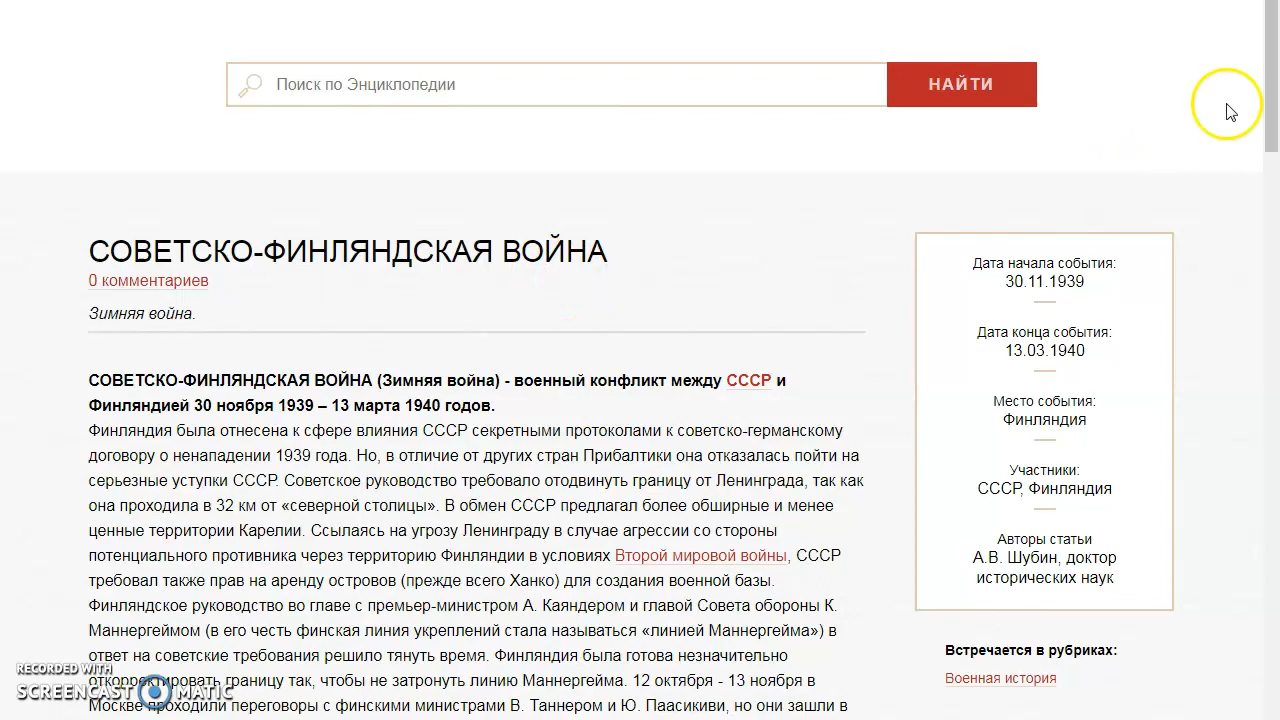 Поиск по Энциклопедии
НАЙТИ
СОВЕТСКО-ФИНЛЯНДСКАЯ ВОЙНА
0 комментариев
Зимняя война.
СОВЕТСКО-ФИНЛЯНДСКАЯ ВОЙНА (Зимняя война) - военный конфликт между СССР и
Финляндией 30 ноября 1939 – 13 марта 1940 годов.
Финляндия была отнесена к сфере влияния СССР секретными протоколами к советско-германскому
договору о ненападении 1939 года. Но, в отличие от других стран Прибалтики она отказалась пойти на
серьезные уступки СССР. Советское руководство требовало отодвинуть границу от Ленинграда, так как
она проходила в 32 км от «северной столицы». В обмен СССР предлагал более обширные и менее
ценные территории Карелии. Ссылаясь на угрозу Ленинграду в случае агрессии со стороны
потенциального противника через территорию Финляндии в условиях Второй мировой войны, СССР
требовал также прав на аренду островов (прежде всего Ханко) для создания военной базы.
Финляндское руководство во главе с премьер-министром А. Каяндером и главой Совета обороны К.
Маннергеймом (в его честь финская линия укреплений стала называться «линией Маннергейма») в
ответ на советские требования решило тянуть время. Финляндия была готова незначительно
откорректировать границу так, чтобы не затронуть линию Маннергейма. 12 октября - 13 ноября в
Москве проходили переговоры с финскими министрами В. Таннером и Ю. Паасикиви, но они зашли в
Дата начала события:
30.11.1939
Дата конца события:
13.03.1940
Место события:
Финляндия
Участники:
СССР, Финляндия
Авторы статьи
А.В. Шубин, доктор
исторических наук
Встречается в рубриках:
Военная история
RECORDED WITH
SCREENCAST MATIC